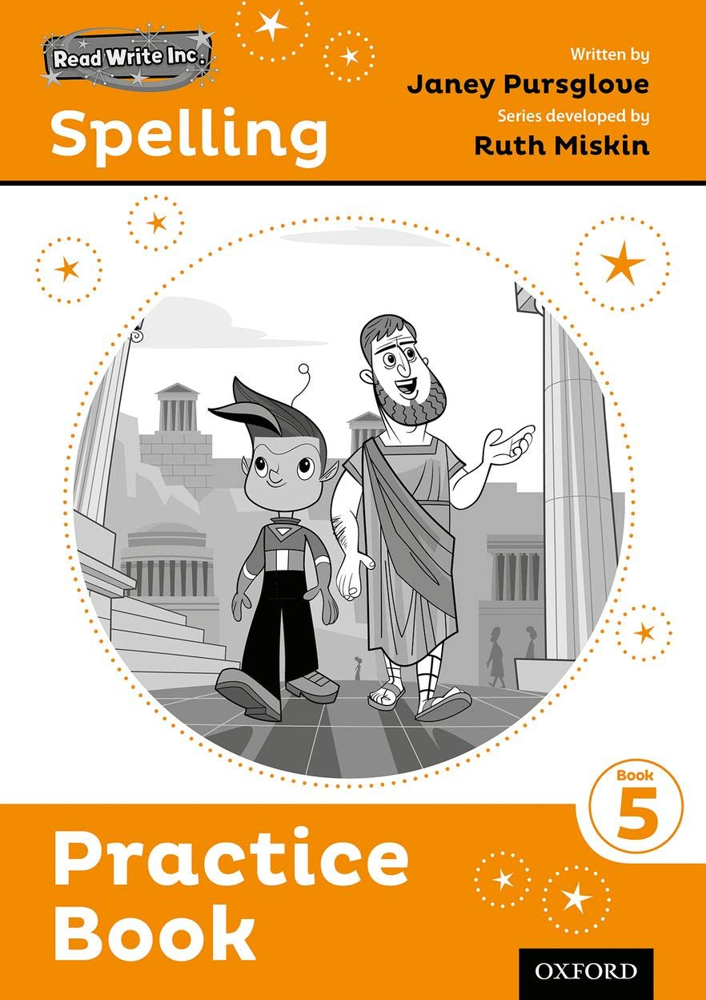 Read Write Inc.
Spelling
Written by
Janey Pursglove
Series developed by
Ruth Miskin
Book
5
Practice
Book
OXFORD